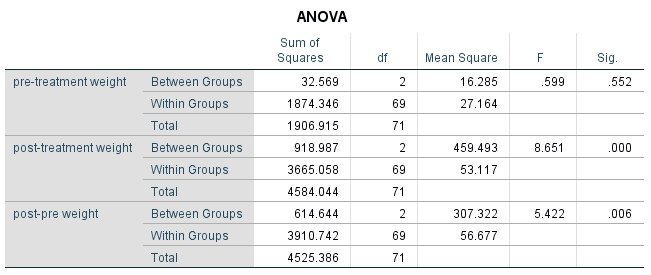 ANOVA
Sum of Squares df Mean Square F Sig.
pre-treatment weight Between Groups 32.569 2 16.285 .599 .552
Within Groups 1874.346 69 27.164
Total 1906.915 71
post-treatment weight Between Groups 918.987 2 459.493 8.651 .000
Within Groups 3665.058 69 53.117
Total 4584.044 71
post-pre weight Between Groups 614.644 2 307.322 5.422 .006
Within Groups 3910.742 69 56.677
Total 4525.386 71